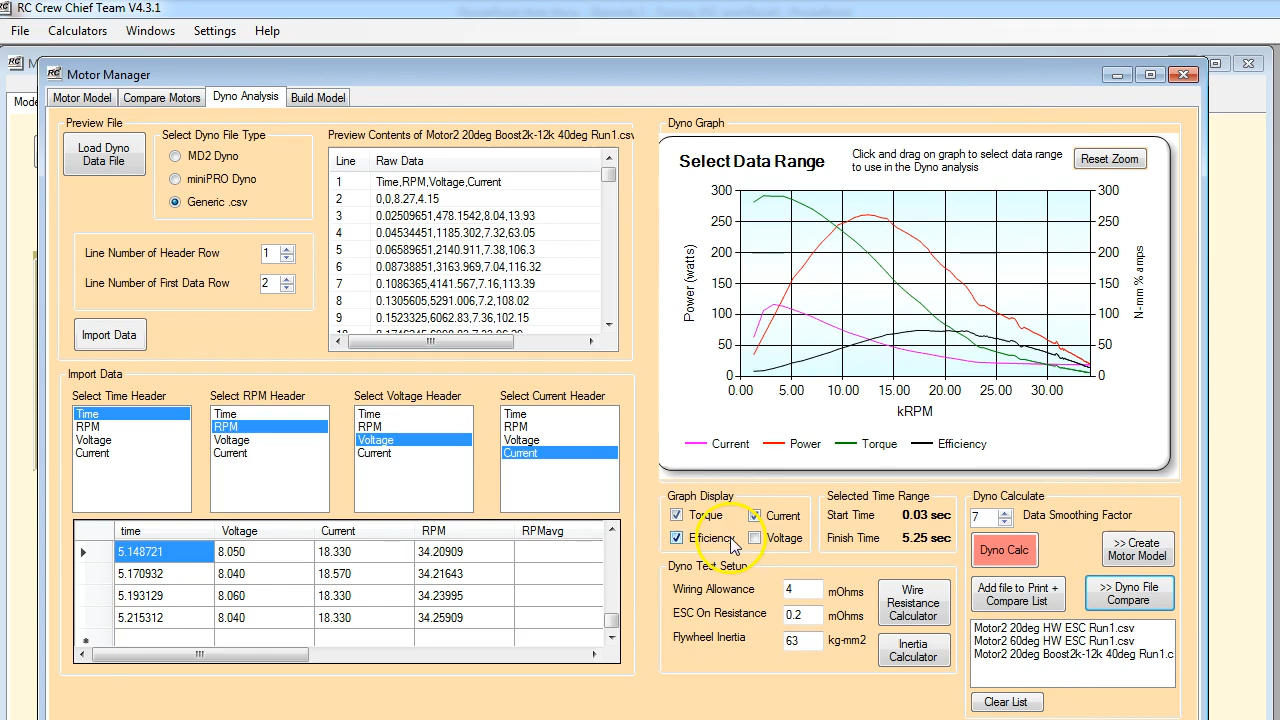 RC Crew Chief Team V4.3.1
File Calculators Windows Settings Help
Motor Manager
Motor Model Compare Motors Dyno Analysis Build Model
Preview File
Load Dyno
Data File
Select Dyno File Type
MD2 Dyno
miniPRO Dyno
Generic .csv
Line Number of Header Row 1
Line Number of First Data Row 2
Import Data
Preview Contents of Motor2 20deg Boost2k-12k 40deg Run1.csv
Line Raw Data
1 Time,RPM,Voltage,Current
2 0,0,8.27,4.15
3 0.02509651,478.1542,8.04,13.93
4 0.04534451,1185.302,7.32,63.05
5 0.06589651,2140.911,7.38,106.3
6 0.08738851,3163.969,7.04,116.32
7 0.1086365,4141.567,7.16,113.39
8 0.1305605,5291.006,7.2,108.02
9 0.1523325,6062.83,7.36,102.15
Import Data
Select Time Header
Time
RPM
Voltage
Current
Select RPM Header
Time
RPM
Voltage
Current
Select Voltage Header
Time
RPM
Voltage
Current
Select Current Header
Time
RPM
Voltage
Current
time Voltage Current RPM RPMavg
5.148721 8.050 18.330 34.20909
5.170932 8.040 18.570 34.21643
5.193129 8.060 18.330 34.23995
5.215312 8.040 18.330 34.25909
Dyno Graph
Select Data Range
Click and drag on graph to select data range
to use in the Dyno analysis
Reset Zoom
300 300
250 250
200 200
150 150
100 100
50 50
0 0
Power (watts)
N-mm % amps
0.00 5.00 10.00 15.00 20.00 25.00 30.00
kRPM
Current Power Torque Efficiency
Graph Display
Torque Current
Efficiency Voltage
Selected Time Range
Start Time 0.03 sec
Finish Time 5.25 sec
Dyno Calculate
7 Data Smoothing Factor
Dyno Calc
>> Create
Motor Model
Add file to Print +
Compare List
>> Dyno File
Compare
Motor2 20deg HW ESC Run1.csv
Motor2 60deg HW ESC Run1.csv
Motor2 20deg Boost2k-12k 40deg Run1.c
Clear List
Dyno Test Setup
Wiring Allowance 4 mOhms
ESC On Resistance 0.2 mOhms
Flywheel Inertia 63 kg-mm2
Wire
Resistance
Calculator
Inertia
Calculator